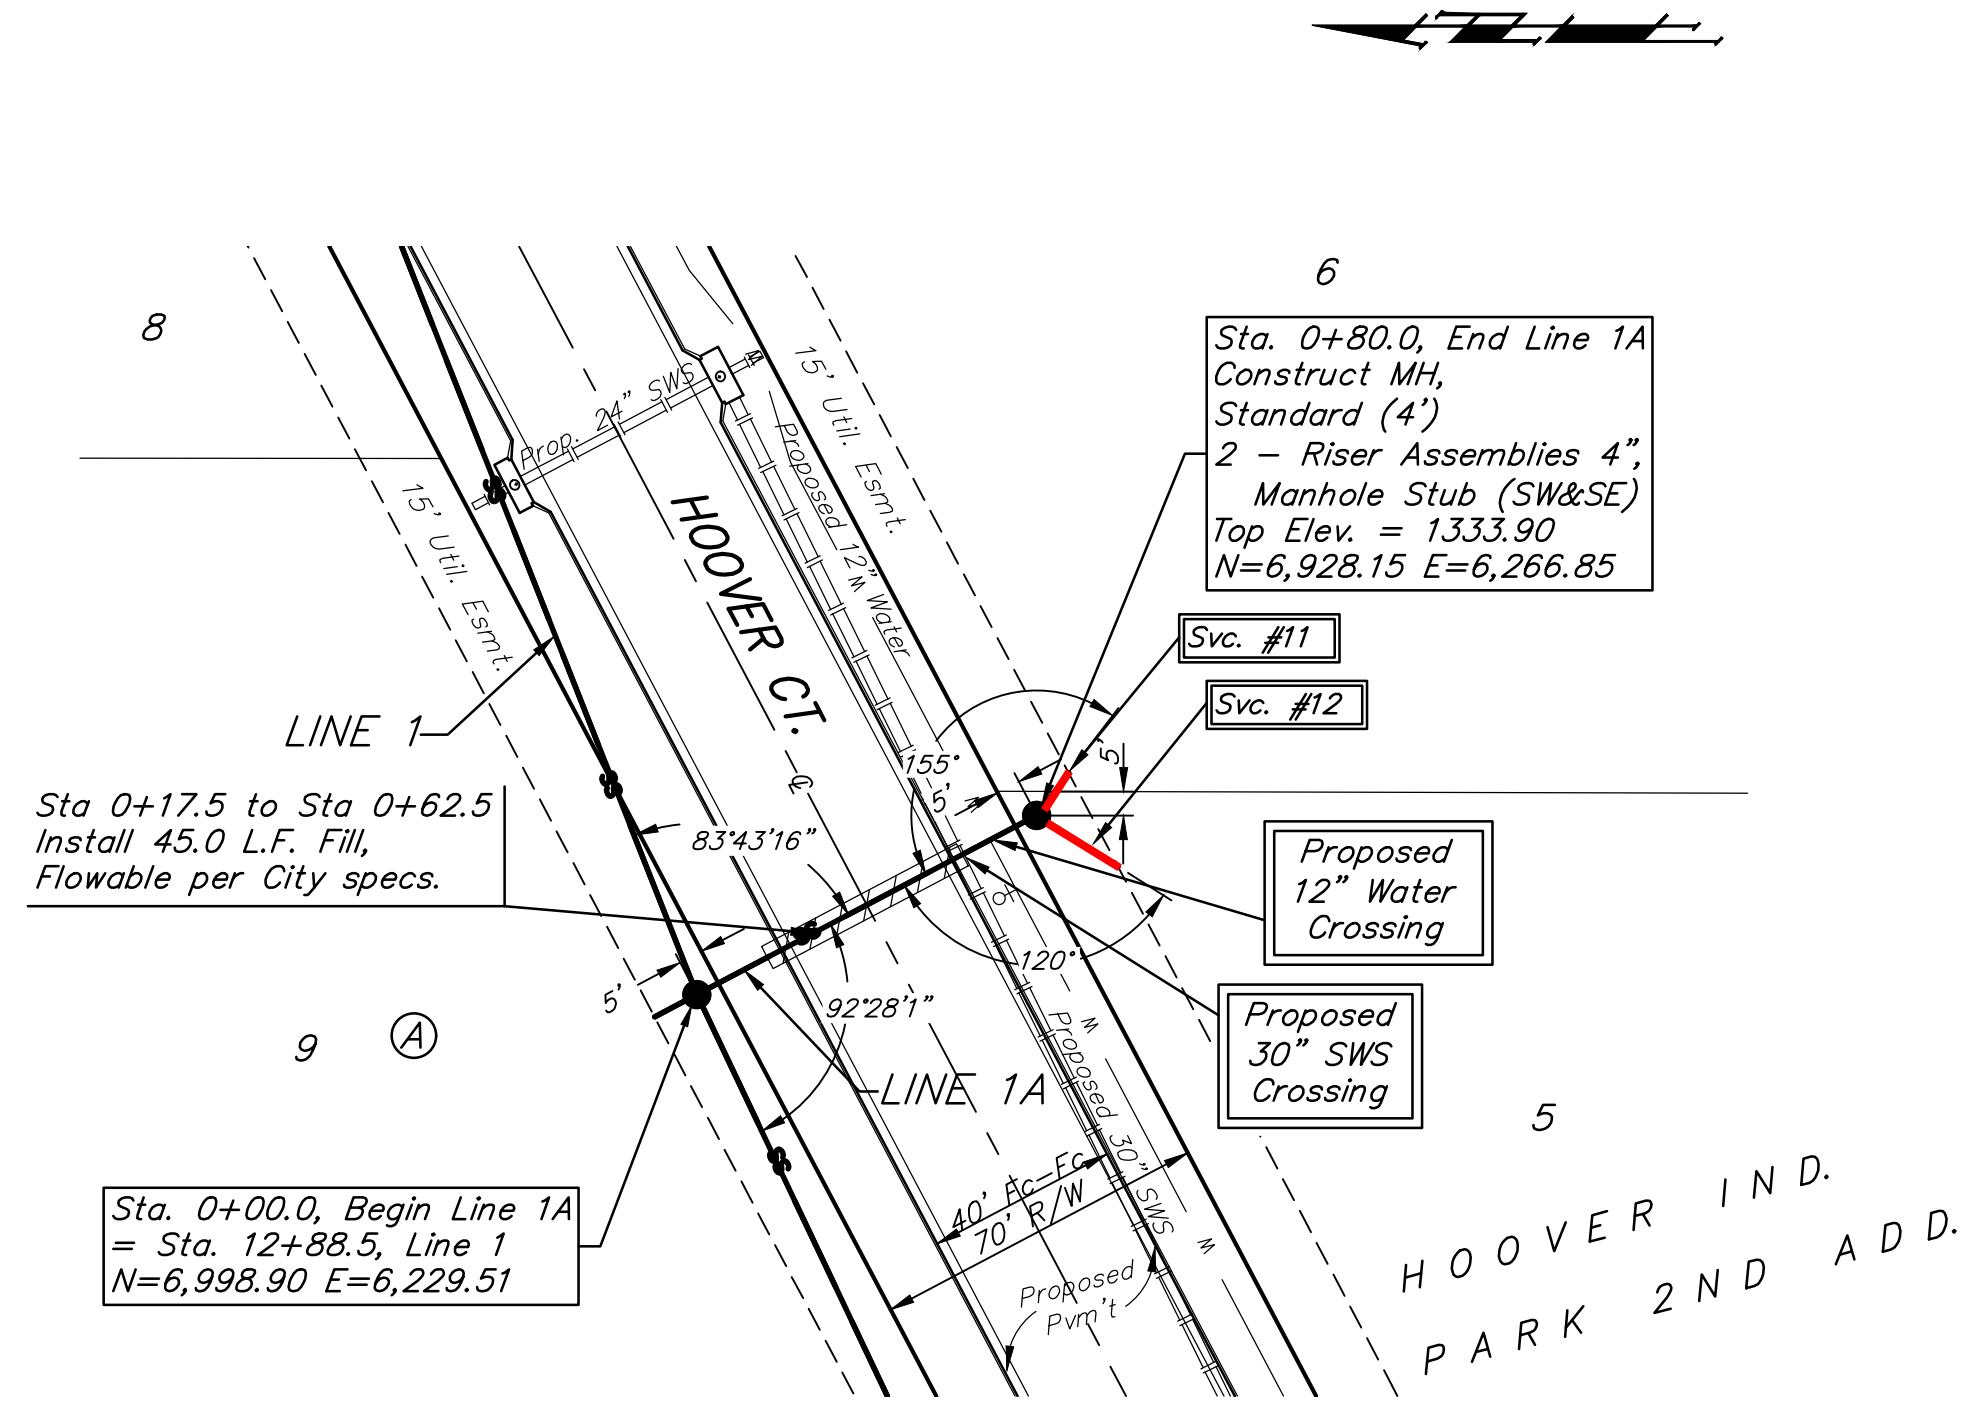 6
8
Sta. 0+80.0, End Line 1A
Construct MH,
Standard (4')
2 - Riser Assemblies 4",
Manhole Stub (SW&SE)
Top Elev. = 1333.90
N=6,928.15 E=6,266.85
15' Util. Esmt.
Prop. 24" SWS
W
Proposed 12" Water
W
15' Util. Esmt.
HOOVER CT.
Svc. #11
Svc. #12
LINE 1
155°
5'
5'
W
℄
Sta 0+17.5 to Sta 0+62.5
Install 45.0 L.F. Fill,
Flowable per City specs.
83°43'16"
Proposed
12" Water
Crossing
120°
5'
92°28'1"
9
A
Proposed
30" SWS
Crossing
LINE 1A
W
Proposed 30" SWS
5
40' Fc-Fc
70' R/W
W
Sta. 0+00.0, Begin Line 1A
= Sta. 12+88.5, Line 1
N=6,998.90 E=6,229.51
Proposed
Pvm't
HOOVER IND.
PARK 2ND ADD.